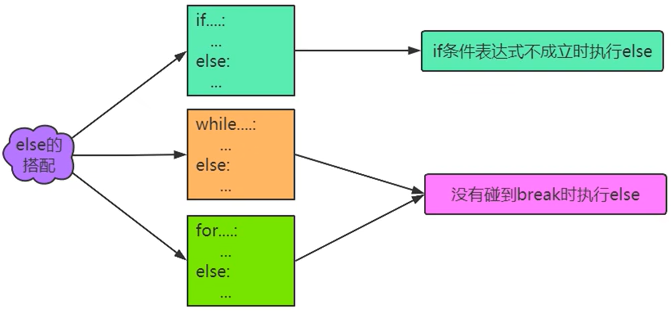 else的
搭配
if....:
...
else:
...
if条件表达式不成立时执行else
while....:
...
else:
...
没有碰到break时执行else
for....:
...
else:
...